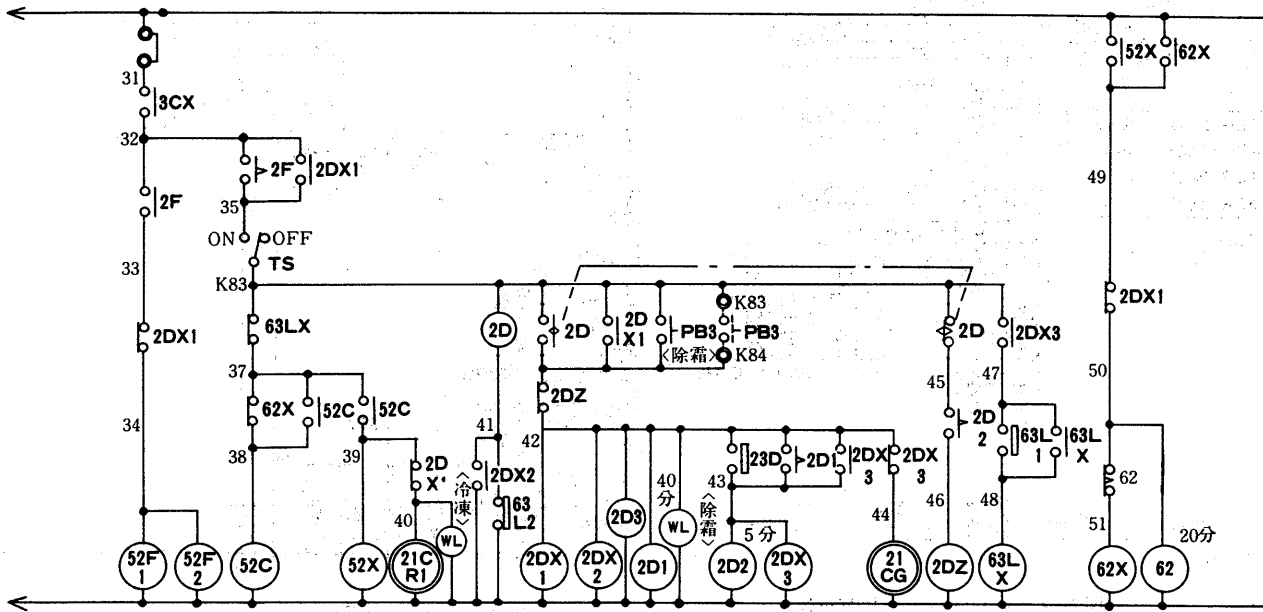 52X
62X
31
3CX
32
2F
2DX1
2F
35
ON
OFF
TS
33
K83
K83
49
2DX1
63LX
2D
2D
2D
X1
PB3
PB3
〈除霜〉
K84
2D
2DX3
2DX1
37
2DZ
45
47
50
62X
52C
52C
41
42
2D
2
63L
1
63L
X
34
38
39
2D
X'
〈冷凍〉
2DX2
63
L2
40分
43
23D
2D1
2DX
3
2DX
3
46
48
62
40
WL
2D3
WL
〈除霜〉
5分
44
51
20分
52F
1
52F
2
52C
52X
21C
R1
2DX
1
2DX
2
2D1
2D2
2DX
3
21
CG
2DZ
63L
X
62X
62